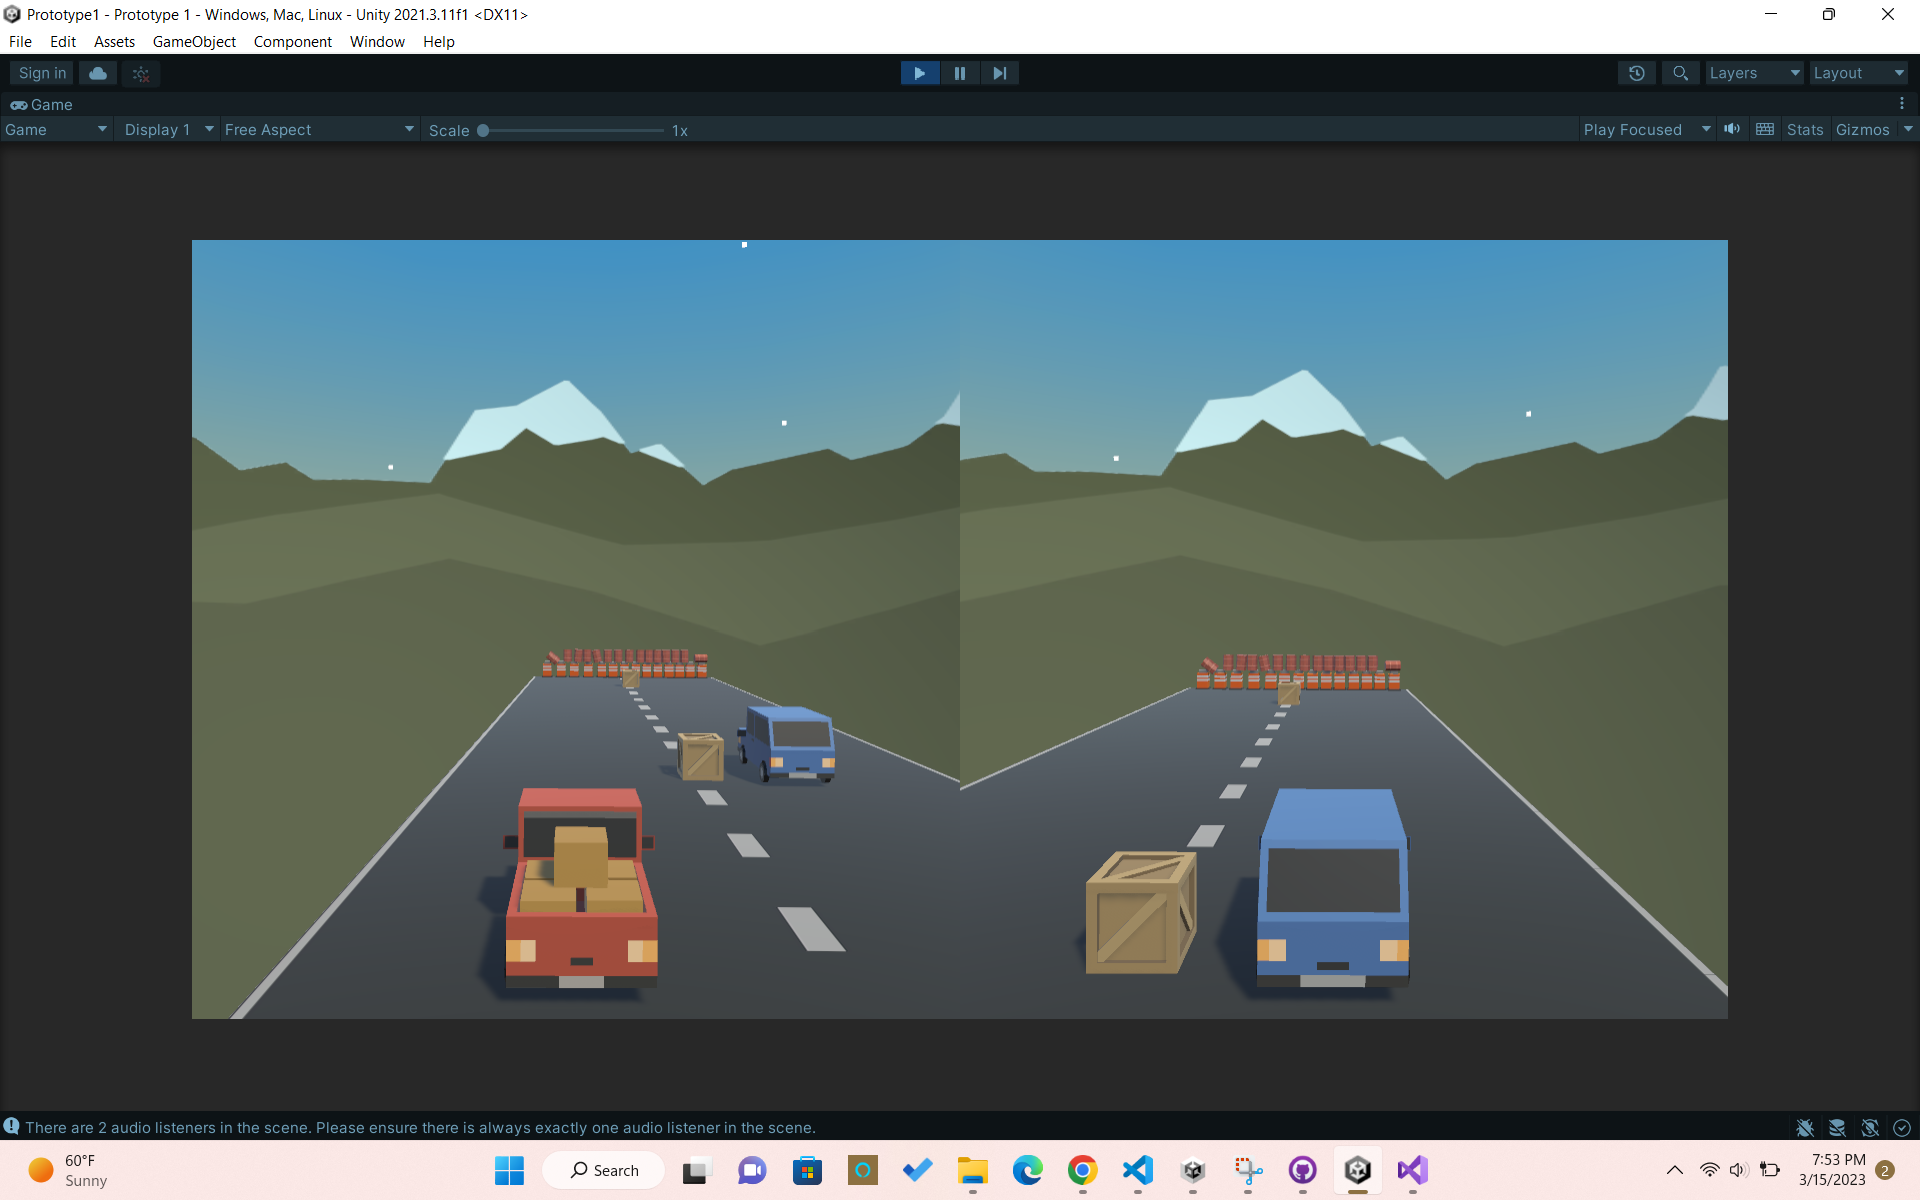 Prototype1 - Prototype 1 - Windows, Mac, Linux - Unity 2021.3.11f1 <DX11>
File Edit Assets GameObject Component Window Help
Sign in Layers Layout
Game
Game Display 1 Free Aspect Scale 1x Play Focused Stats Gizmos
There are 2 audio listeners in the scene. Please ensure there is always exactly one audio listener in the scene.
60°F
Sunny
Search
7:53 PM
3/15/2023
2